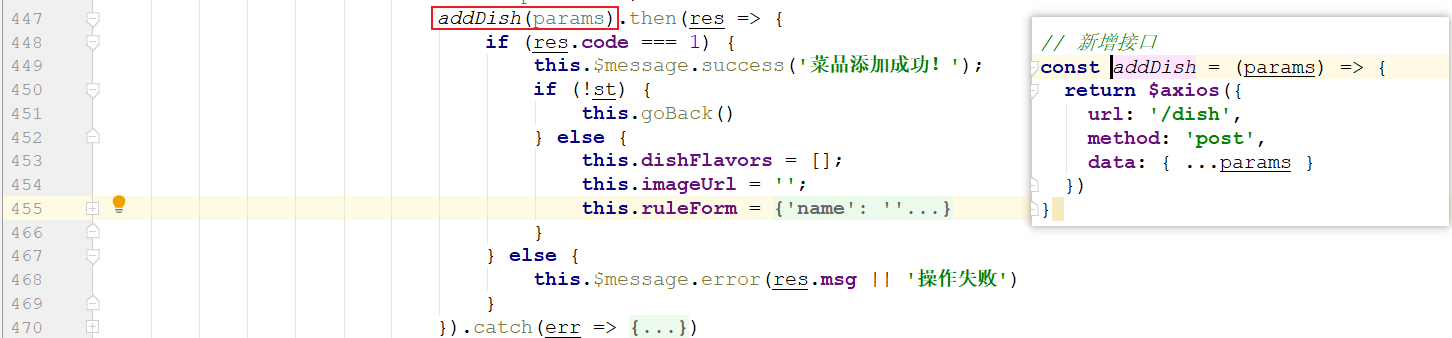 447 addDish(params).then(res => {
448 if (res.code === 1) {
449 this.$message.success('菜品添加成功！');
450 if (!st) {
451 this.goBack()
452 } else {
453 this.dishFlavors = [];
454 this.imageUrl = '';
455 this.ruleForm = {'name': ''...}
466 }
467 } else {
468 this.$message.error(res.msg || '操作失败')
469 }
470 }).catch(err => {...})
// 新增接口
const addDish = (params) => {
return $axios({
url: '/dish',
method: 'post',
data: { ...params }
})
}